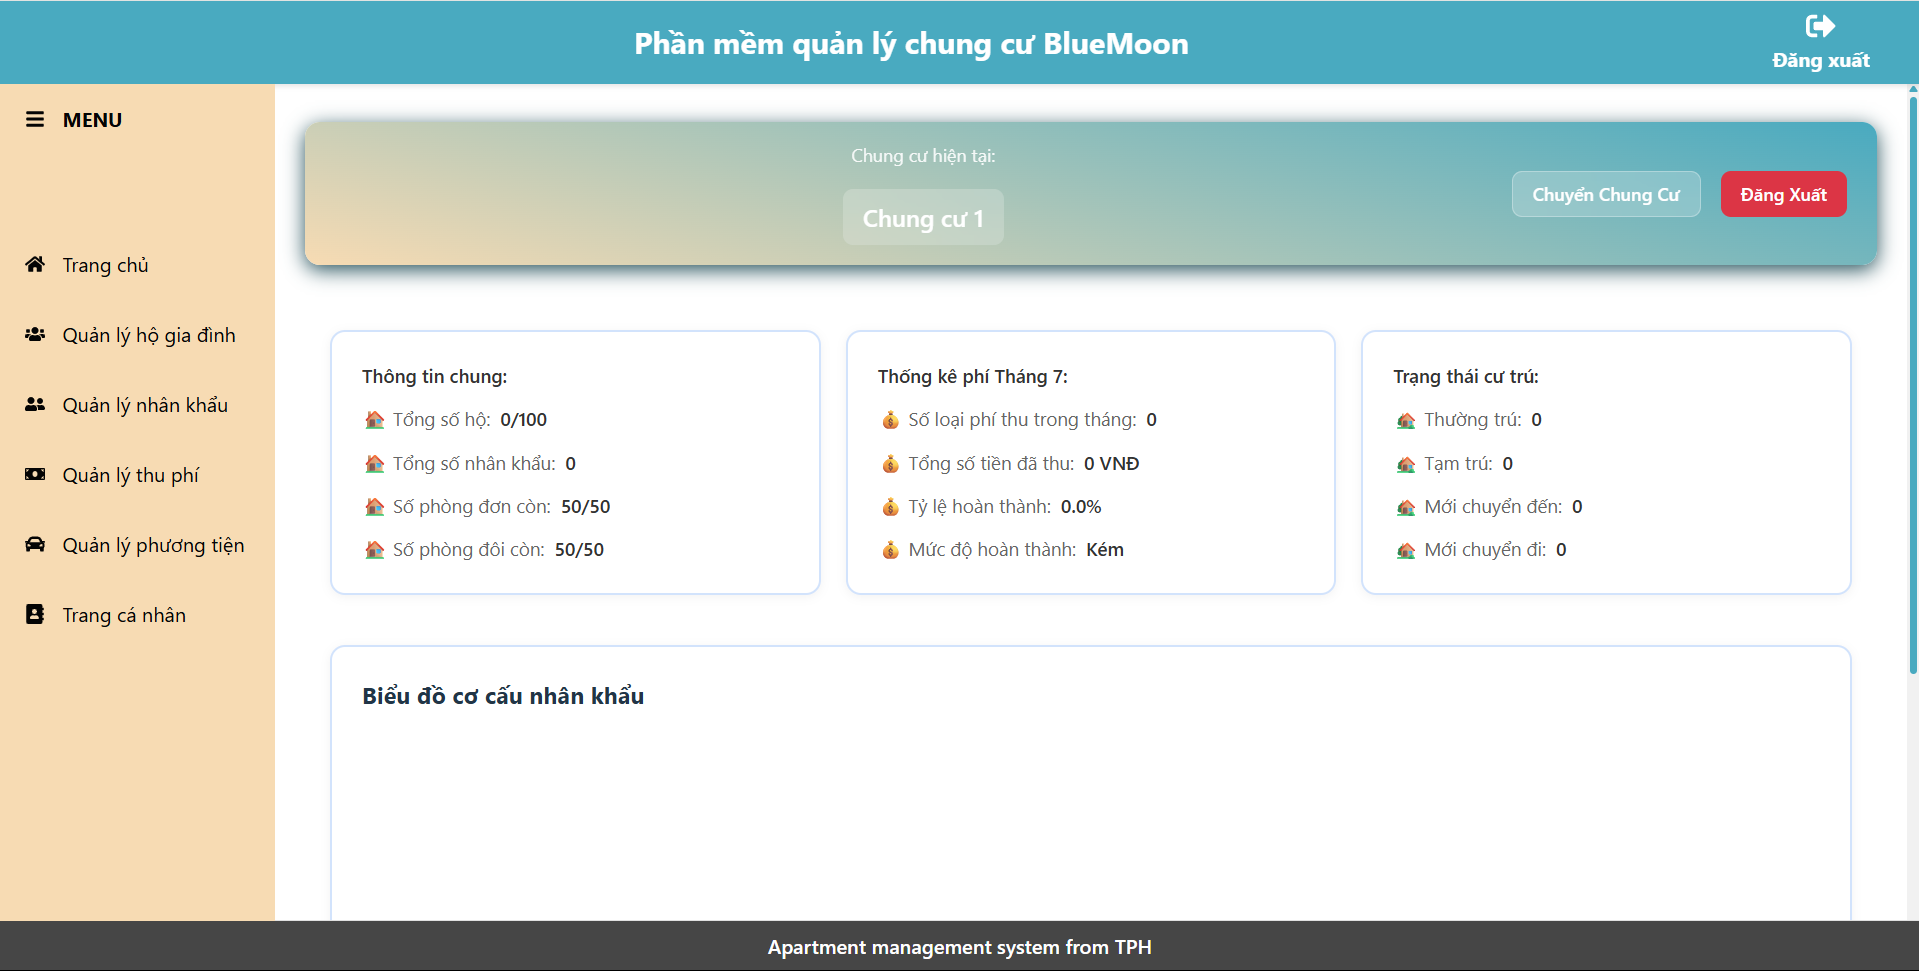 Phần mềm quản lý chung cư BlueMoon
Đăng xuất
MENU
Trang chủ
Quản lý hộ gia đình
Quản lý nhân khẩu
Quản lý thu phí
Quản lý phương tiện
Trang cá nhân
Chung cư hiện tại:
Chung cư 1
Chuyển Chung Cư
Đăng Xuất
Thông tin chung:
Tổng số hộ: 0/100
Tổng số nhân khẩu: 0
Số phòng đơn còn: 50/50
Số phòng đôi còn: 50/50
Thống kê phí Tháng 7:
Số loại phí thu trong tháng: 0
Tổng số tiền đã thu: 0 VNĐ
Tỷ lệ hoàn thành: 0.0%
Mức độ hoàn thành: Kém
Trạng thái cư trú:
Thường trú: 0
Tạm trú: 0
Mới chuyển đến: 0
Mới chuyển đi: 0
Biểu đồ cơ cấu nhân khẩu
Apartment management system from TPH